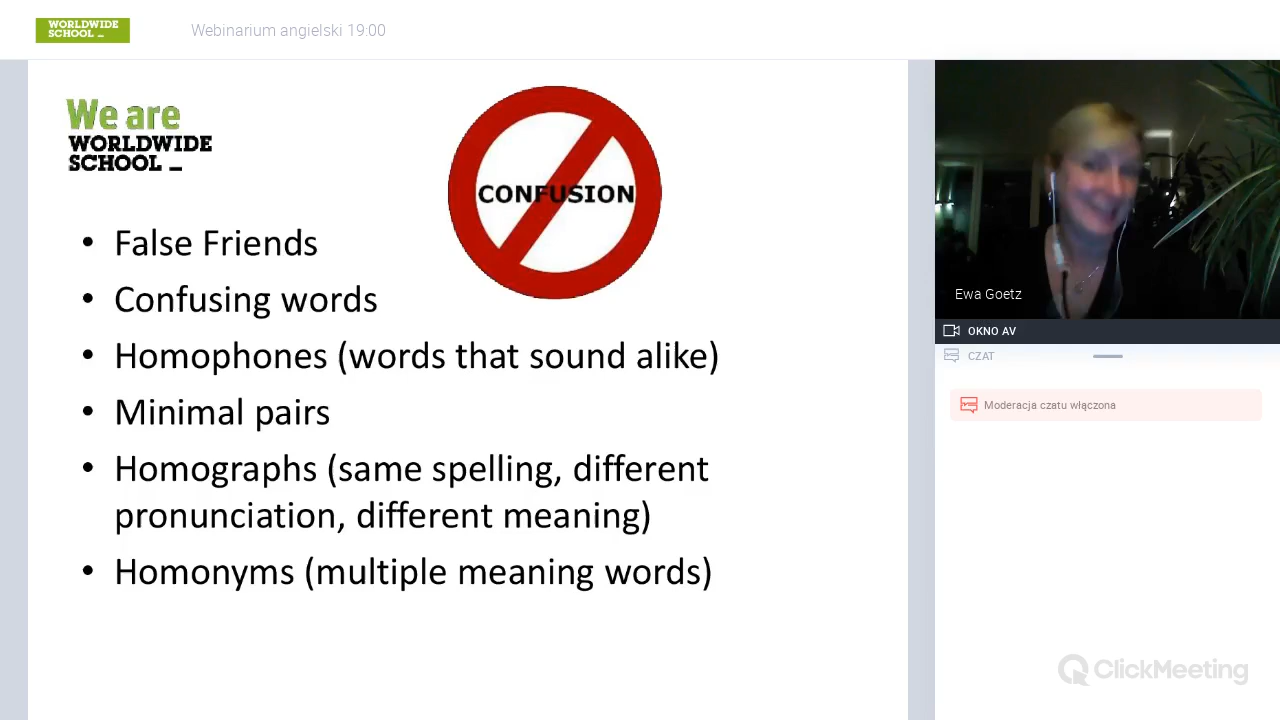 WORLDWIDE
SCHOOL _
Webinarium angielski 19:00
We are
WORLDWIDE
SCHOOL _
CONFUSION
• False Friends
• Confusing words
• Homophones (words that sound alike)
• Minimal pairs
• Homographs (same spelling, different
pronunciation, different meaning)
• Homonyms (multiple meaning words)
Ewa Goetz
OKNO AV
CZAT
Moderacja czatu włączona
ClickMeeting